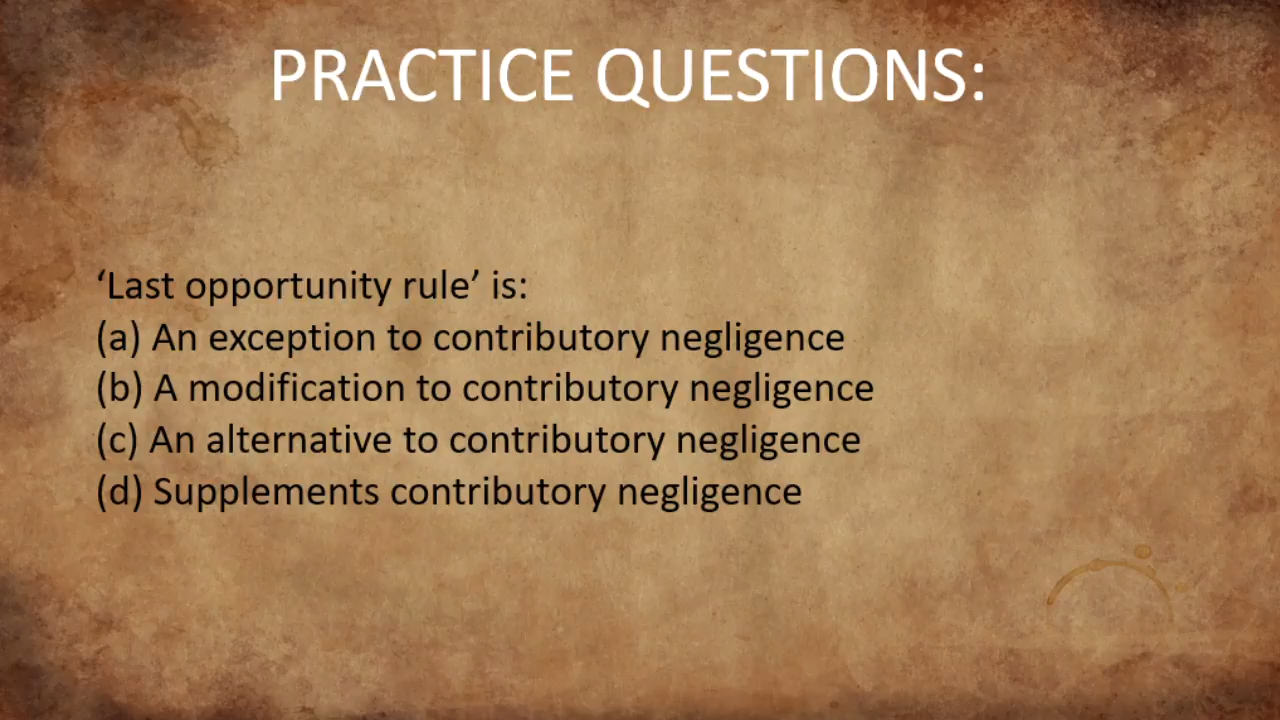 PRACTICE QUESTIONS:
‘Last opportunity rule’ is:
(a) An exception to contributory negligence
(b) A modification to contributory negligence
(c) An alternative to contributory negligence
(d) Supplements contributory negligence